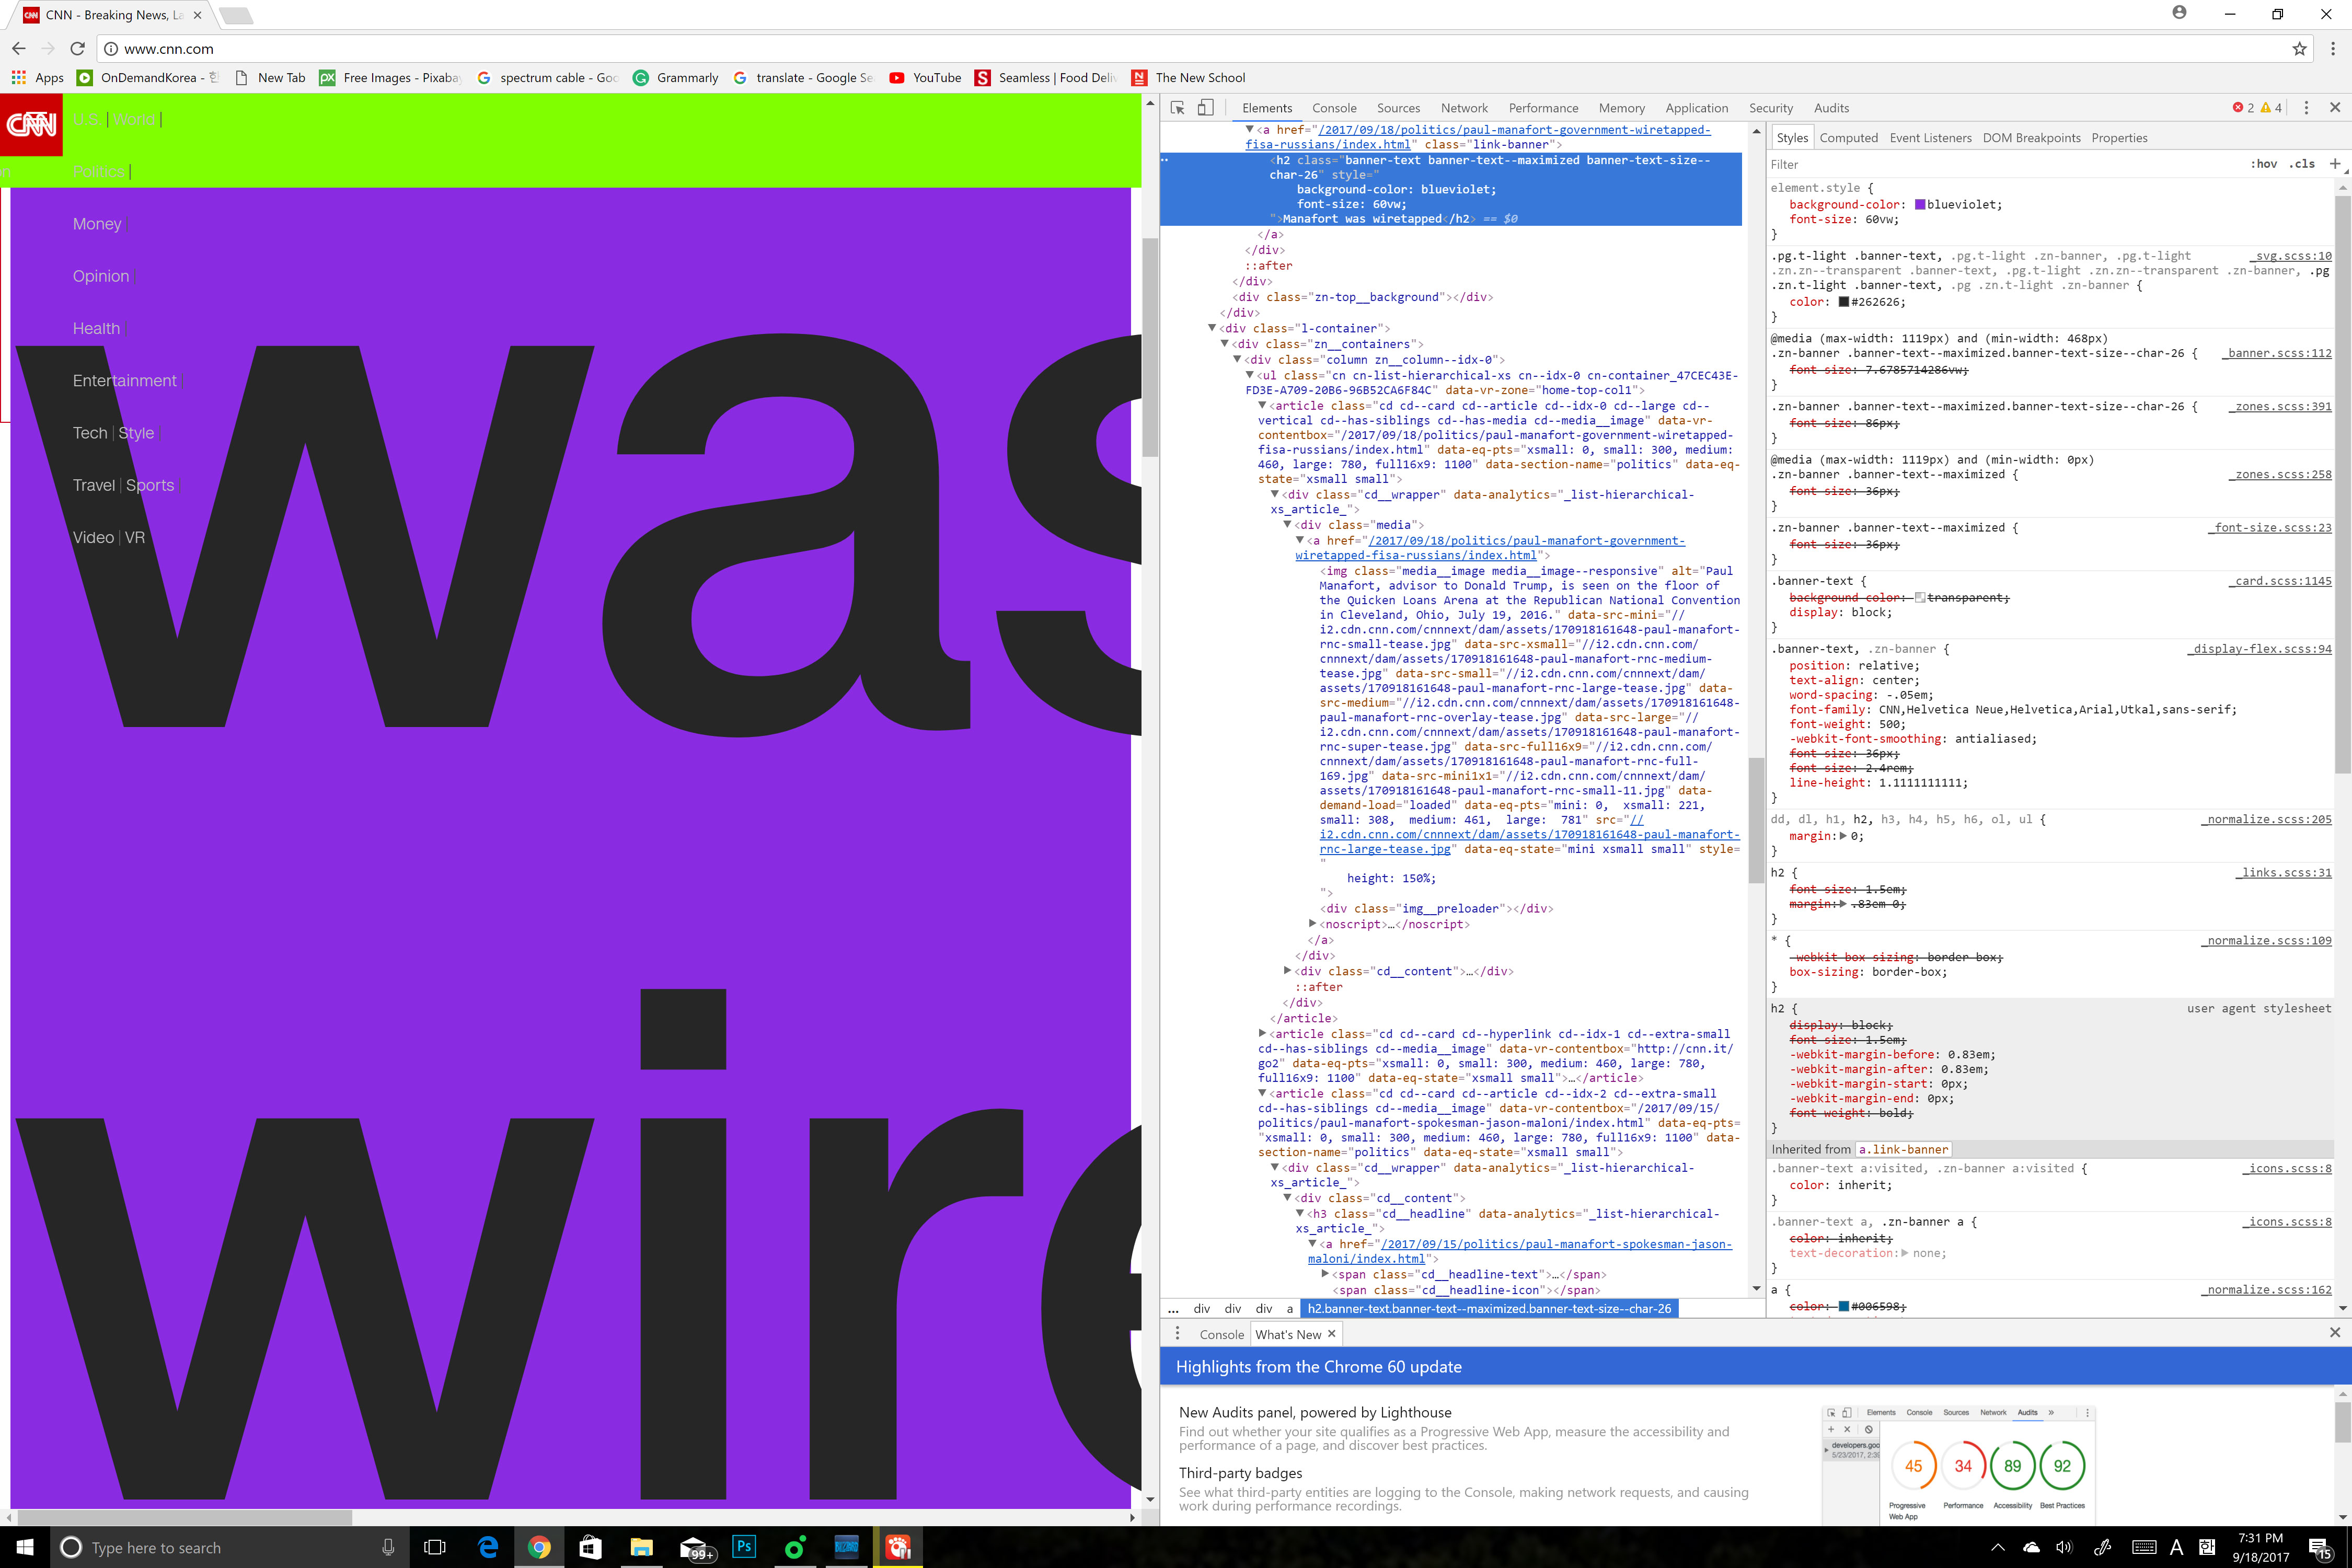 CNN - Breaking News, La
www.cnn.com
Apps
OnDemandKorea - 한
New Tab
Free Images - Pixabay
spectrum cable - Goo
Grammarly
translate - Google Se
YouTube
Seamless | Food Deliv
The New School
CNN
U.S. | World |
Politics |
Money |
Opinion |
Health |
Entertainment |
Tech | Style |
Travel | Sports
Video | VR
was
wire
Elements Console Sources Network Performance Memory Application Security Audits 2 4
<a href="/2017/09/18/politics/paul-manafort-government-wiretapped-
fisa-russians/index.html" class="link-banner">
<h2 class="banner-text banner-text--maximized banner-text-size--
char-26" style="
background-color: blueviolet;
font-size: 60vw;
">Manafort was wiretapped</h2> == $0
</a>
</div>
::after
</div>
<div class="zn-top__background"></div>
</div>
<div class="l-container">
<div class="zn__containers">
<div class="column zn__column--idx-0">
<ul class="cn cn-list-hierarchical-xs cn--idx-0 cn-container_47CEC43E-
FD3E-A709-20B6-96B52CA6F84C" data-vr-zone="home-top-col1">
<article class="cd cd--card cd--article cd--idx-0 cd--large cd--
vertical cd--has-siblings cd--has-media cd--media__image" data-vr-
contentbox="/2017/09/18/politics/paul-manafort-government-wiretapped-
fisa-russians/index.html" data-eq-pts="xsmall: 0, small: 300, medium:
460, large: 780, full16x9: 1100" data-section-name="politics" data-eq-
state="xsmall small">
<div class="cd__wrapper" data-analytics="_list-hierarchical-
xs_article_">
<div class="media">
<a href="/2017/09/18/politics/paul-manafort-government-
wiretapped-fisa-russians/index.html">
<img class="media__image media__image--responsive" alt="Paul
Manafort, advisor to Donald Trump, is seen on the floor of
the Quicken Loans Arena at the Republican National Convention
in Cleveland, Ohio, July 19, 2016." data-src-mini="//
i2.cdn.cnn.com/cnnnext/dam/assets/170918161648-paul-manafort-
rnc-small-tease.jpg" data-src-xsmall="//i2.cdn.cnn.com/
cnnnext/dam/assets/170918161648-paul-manafort-rnc-medium-
tease.jpg" data-src-small="//i2.cdn.cnn.com/cnnnext/dam/
assets/170918161648-paul-manafort-rnc-large-tease.jpg" data-
src-medium="//i2.cdn.cnn.com/cnnnext/dam/assets/170918161648-
paul-manafort-rnc-overlay-tease.jpg" data-src-large="//
i2.cdn.cnn.com/cnnnext/dam/assets/170918161648-paul-manafort-
rnc-super-tease.jpg" data-src-full16x9="//i2.cdn.cnn.com/
cnnnext/dam/assets/170918161648-paul-manafort-rnc-full-
169.jpg" data-src-mini1x1="//i2.cdn.cnn.com/cnnnext/dam/
assets/170918161648-paul-manafort-rnc-small-11.jpg" data-
demand-load="loaded" data-eq-pts="mini: 0, xsmall: 221,
small: 308, medium: 461, large: 781" src="//
i2.cdn.cnn.com/cnnnext/dam/assets/170918161648-paul-manafort-
rnc-large-tease.jpg" data-eq-state="mini xsmall small" style=
"
height: 150%;
">
<div class="img__preloader"></div>
<noscript>…</noscript>
</a>
</div>
<div class="cd__content">…</div>
::after
</div>
</article>
<article class="cd cd--card cd--hyperlink cd--idx-1 cd--extra-small
cd--has-siblings cd--media__image" data-vr-contentbox="http://cnn.it/
go2" data-eq-pts="xsmall: 0, small: 300, medium: 460, large: 780,
full16x9: 1100" data-eq-state="xsmall small">…</article>
<article class="cd cd--card cd--article cd--idx-2 cd--extra-small
cd--has-siblings cd--media__image" data-vr-contentbox="/2017/09/15/
politics/paul-manafort-spokesman-jason-maloni/index.html" data-eq-pts=
"xsmall: 0, small: 300, medium: 460, large: 780, full16x9: 1100" data-
section-name="politics" data-eq-state="xsmall small">
<div class="cd__wrapper" data-analytics="_list-hierarchical-
xs_article_">
<div class="cd__content">
<h3 class="cd__headline" data-analytics="_list-hierarchical-
xs_article_">
<a href="/2017/09/15/politics/paul-manafort-spokesman-jason-
maloni/index.html">
<span class="cd__headline-text">…</span>
<span class="cd__headline-icon"></span>
... div div div a h2.banner-text.banner-text--maximized.banner-text-size--char-26
Styles Computed Event Listeners DOM Breakpoints Properties
Filter :hov .cls +
element.style {
background-color: blueviolet;
font-size: 60vw;
}
.pg.t-light .banner-text, .pg.t-light .zn-banner, .pg.t-light _svg.scss:10
.zn.zn--transparent .banner-text, .pg.t-light .zn.zn--transparent .zn-banner, .pg
.zn.t-light .banner-text, .pg .zn.t-light .zn-banner {
color: #262626;
}
@media (max-width: 1119px) and (min-width: 468px)
.zn-banner .banner-text--maximized.banner-text-size--char-26 { _banner.scss:112
font-size: 7.6785714286vw;
}
.zn-banner .banner-text--maximized.banner-text-size--char-26 { _zones.scss:391
font-size: 86px;
}
@media (max-width: 1119px) and (min-width: 0px)
.zn-banner .banner-text--maximized { _zones.scss:258
font-size: 36px;
}
.zn-banner .banner-text--maximized { _font-size.scss:23
font-size: 36px;
}
.banner-text { _card.scss:1145
background-color: transparent;
display: block;
}
.banner-text, .zn-banner { _display-flex.scss:94
position: relative;
text-align: center;
word-spacing: -.05em;
font-family: CNN,Helvetica Neue,Helvetica,Arial,Utkal,sans-serif;
font-weight: 500;
-webkit-font-smoothing: antialiased;
font-size: 36px;
font-size: 2.4rem;
line-height: 1.1111111111;
}
dd, dl, h1, h2, h3, h4, h5, h6, ol, ul { _normalize.scss:205
margin: 0;
}
h2 { _links.scss:31
font-size: 1.5em;
margin: .83em 0;
}
* { _normalize.scss:109
-webkit-box-sizing: border-box;
box-sizing: border-box;
}
h2 { user agent stylesheet
display: block;
font-size: 1.5em;
-webkit-margin-before: 0.83em;
-webkit-margin-after: 0.83em;
-webkit-margin-start: 0px;
-webkit-margin-end: 0px;
font-weight: bold;
}
Inherited from a.link-banner
.banner-text a:visited, .zn-banner a:visited { _icons.scss:8
color: inherit;
}
.banner-text a, .zn-banner a { _icons.scss:8
color: inherit;
text-decoration: none;
}
a { _normalize.scss:162
color: #006598;
Console What's New
Highlights from the Chrome 60 update
New Audits panel, powered by Lighthouse
Find out whether your site qualifies as a Progressive Web App, measure the accessibility and
performance of a page, and discover best practices.
Third-party badges
See what third-party entities are logging to the Console, making network requests, and causing
work during performance recordings.
Elements Console Sources Network Audits »
developers.goo
5/23/2017, 2:3
45 34 89 92
Progressive Performance Accessibility Best Practices
Web App
Type here to search
99+
Ps
A
7:31 PM
9/18/2017
15